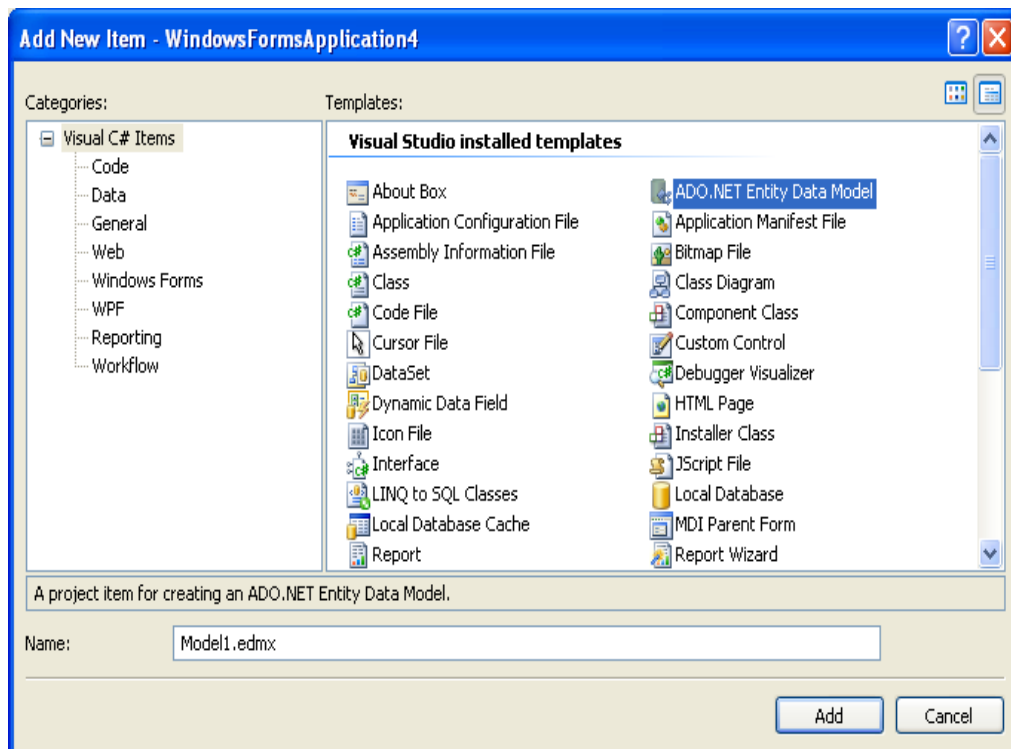 Add New Item - WindowsFormsApplication4
Categories:
Templates:
Visual C# Items
Code
Data
General
Web
Windows Forms
WPF
Reporting
Workflow
Visual Studio installed templates
About Box
ADO.NET Entity Data Model
Application Configuration File
Application Manifest File
Assembly Information File
Bitmap File
Class
Class Diagram
Code File
Component Class
Cursor File
Custom Control
DataSet
Debugger Visualizer
Dynamic Data Field
HTML Page
Icon File
Installer Class
Interface
JScript File
LINQ to SQL Classes
Local Database
Local Database Cache
MDI Parent Form
Report
Report Wizard
A project item for creating an ADO.NET Entity Data Model.
Name:
Model1.edmx
Add
Cancel